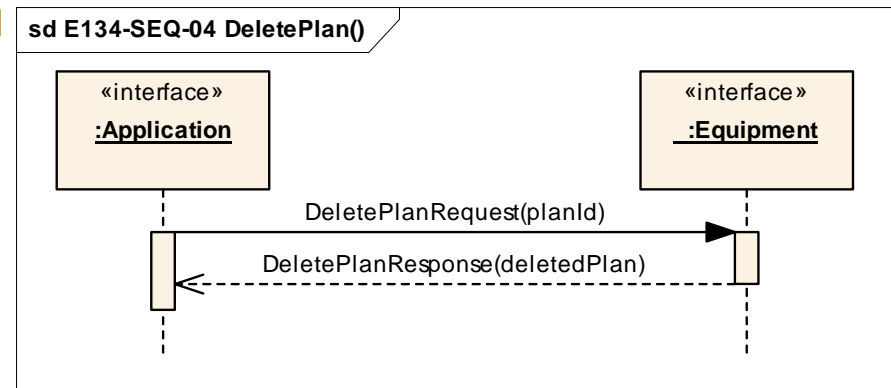 sd E134-SEQ-04 DeletePlan()
«interface»
:Application
«interface»
:Equipment
DeletePlanRequest(planId)
DeletePlanResponse(deletedPlan)